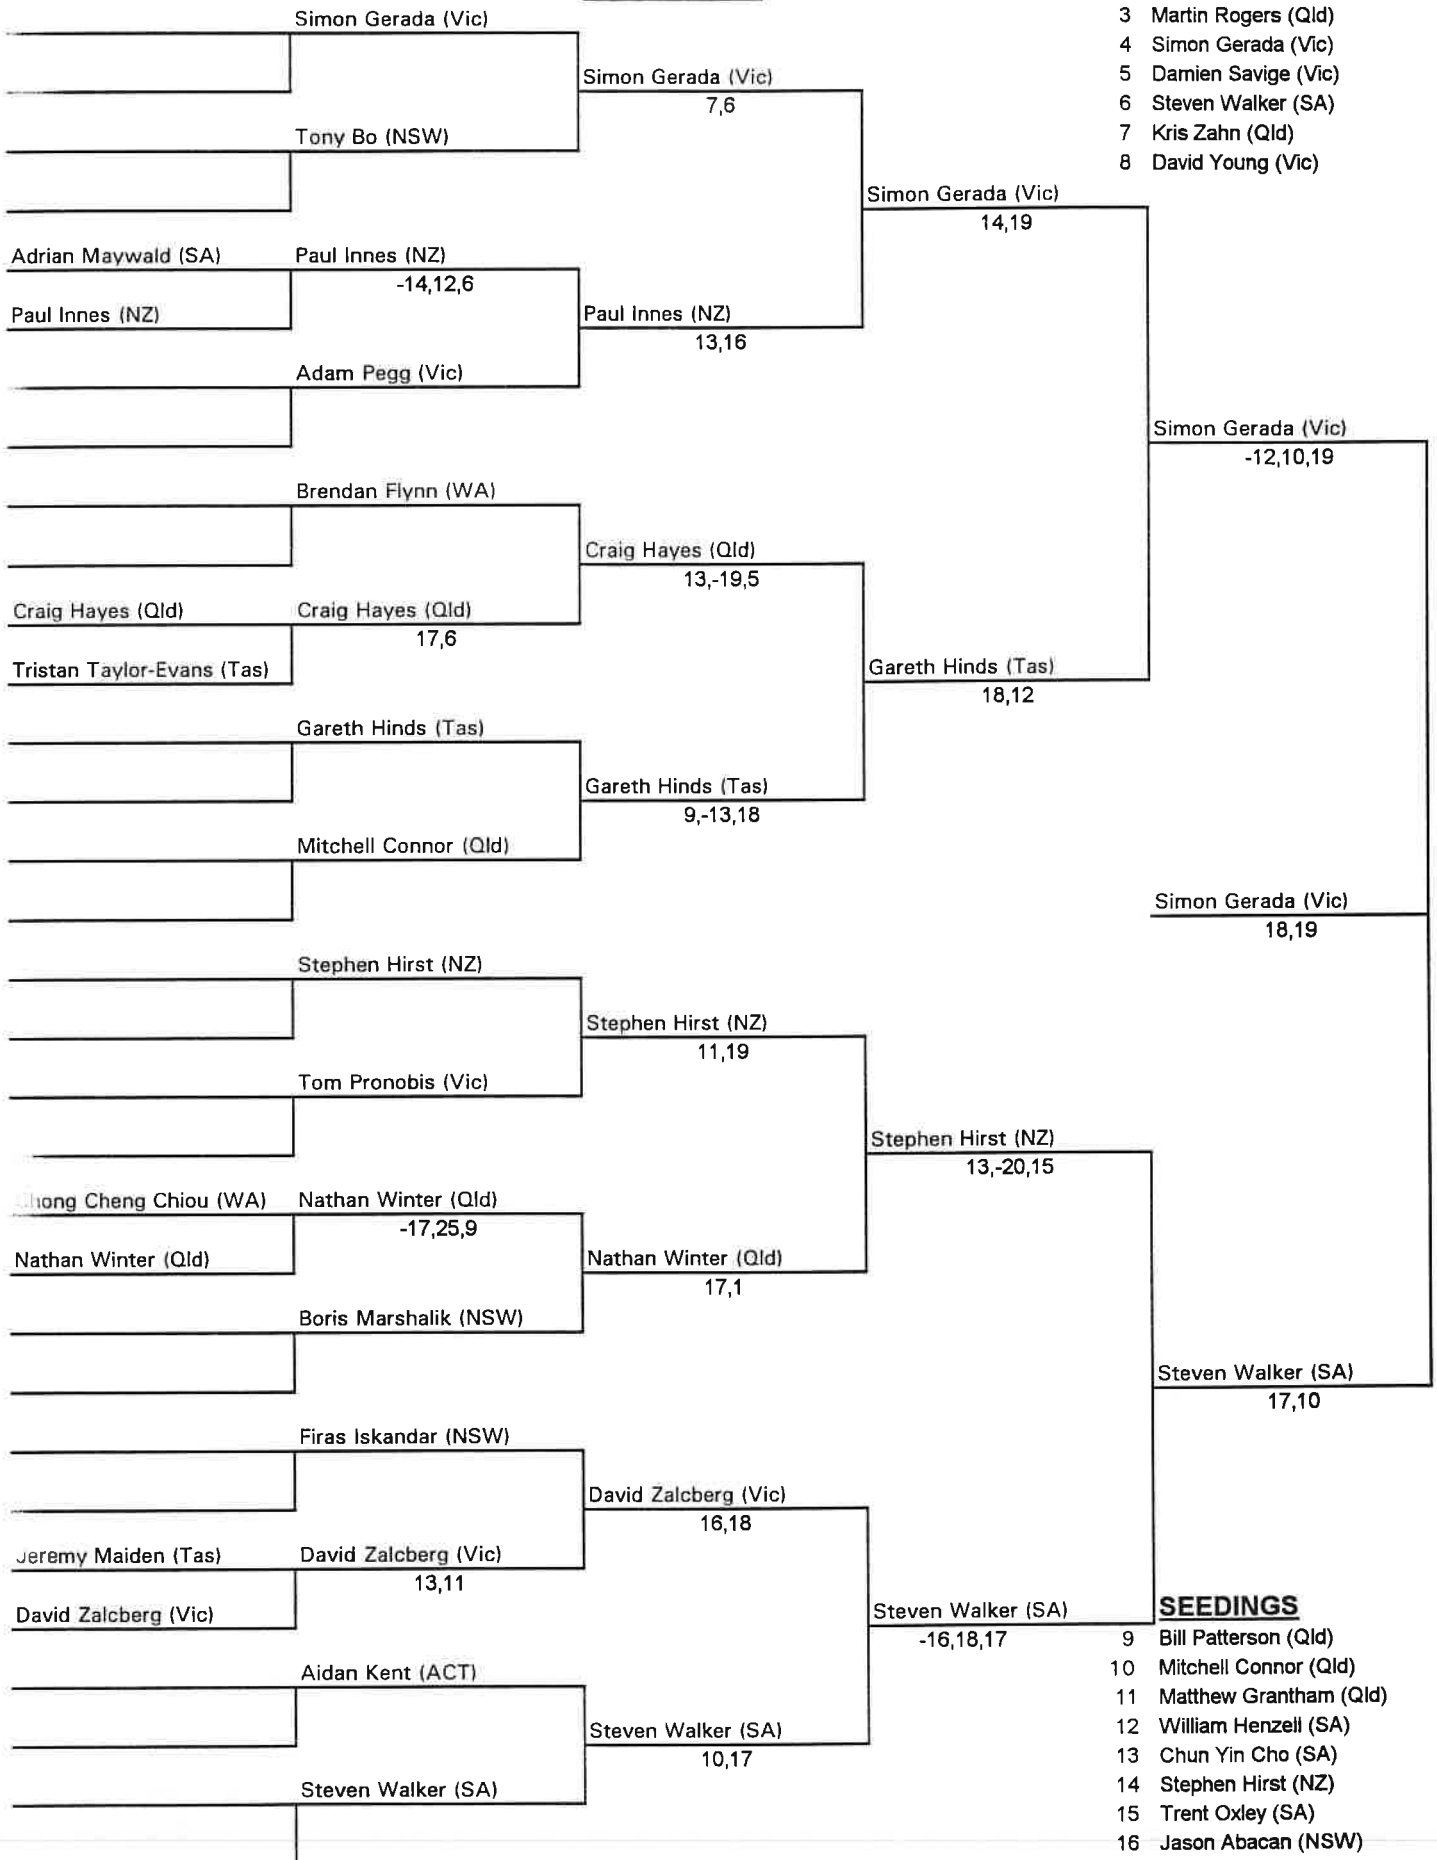 Simon Gerada (Vic)
3 Martin Rogers (Qld)
4 Simon Gerada (Vic)
5 Damien Savige (Vic)
Simon Gerada (Vic)
7,6
6 Steven Walker (SA)
7 Kris Zahn (Qld)
Tony Bo (NSW)
8 David Young (Vic)
Simon Gerada (Vic)
14,19
Adrian Maywald (SA)
Paul Innes (NZ)
-14,12,6
Paul Innes (NZ)
Paul Innes (NZ)
13,16
Adam Pegg (Vic)
Simon Gerada (Vic)
-12,10,19
Brendan Flynn (WA)
Craig Hayes (Qld)
13,-19,5
Craig Hayes (Qld)
Craig Hayes (Qld)
17,6
Tristan Taylor-Evans (Tas)
Gareth Hinds (Tas)
18,12
Gareth Hinds (Tas)
Gareth Hinds (Tas)
9,-13,18
Mitchell Connor (Qld)
Simon Gerada (Vic)
18,19
Stephen Hirst (NZ)
Stephen Hirst (NZ)
11,19
Tom Pronobis (Vic)
Stephen Hirst (NZ)
13,-20,15
Cheng Chiou (WA)
Nathan Winter (Qld)
-17,25,9
Nathan Winter (Qld)
Nathan Winter (Qld)
17,1
Boris Marshalik (NSW)
Steven Walker (SA)
17,10
Firas Iskandar (NSW)
David Zalcberg (Vic)
16,18
Jeremy Maiden (Tas)
David Zalcberg (Vic)
13,11
David Zalcberg (Vic)
Steven Walker (SA)
-16,18,17
SEEDINGS
9 Bill Patterson (Qld)
10 Mitchell Connor (Qld)
Aidan Kent (ACT)
11 Matthew Grantham (Qld)
12 William Henzell (SA)
Steven Walker (SA)
10,17
13 Chun Yin Cho (SA)
14 Stephen Hirst (NZ)
Steven Walker (SA)
15 Trent Oxley (SA)
16 Jason Abacan (NSW)